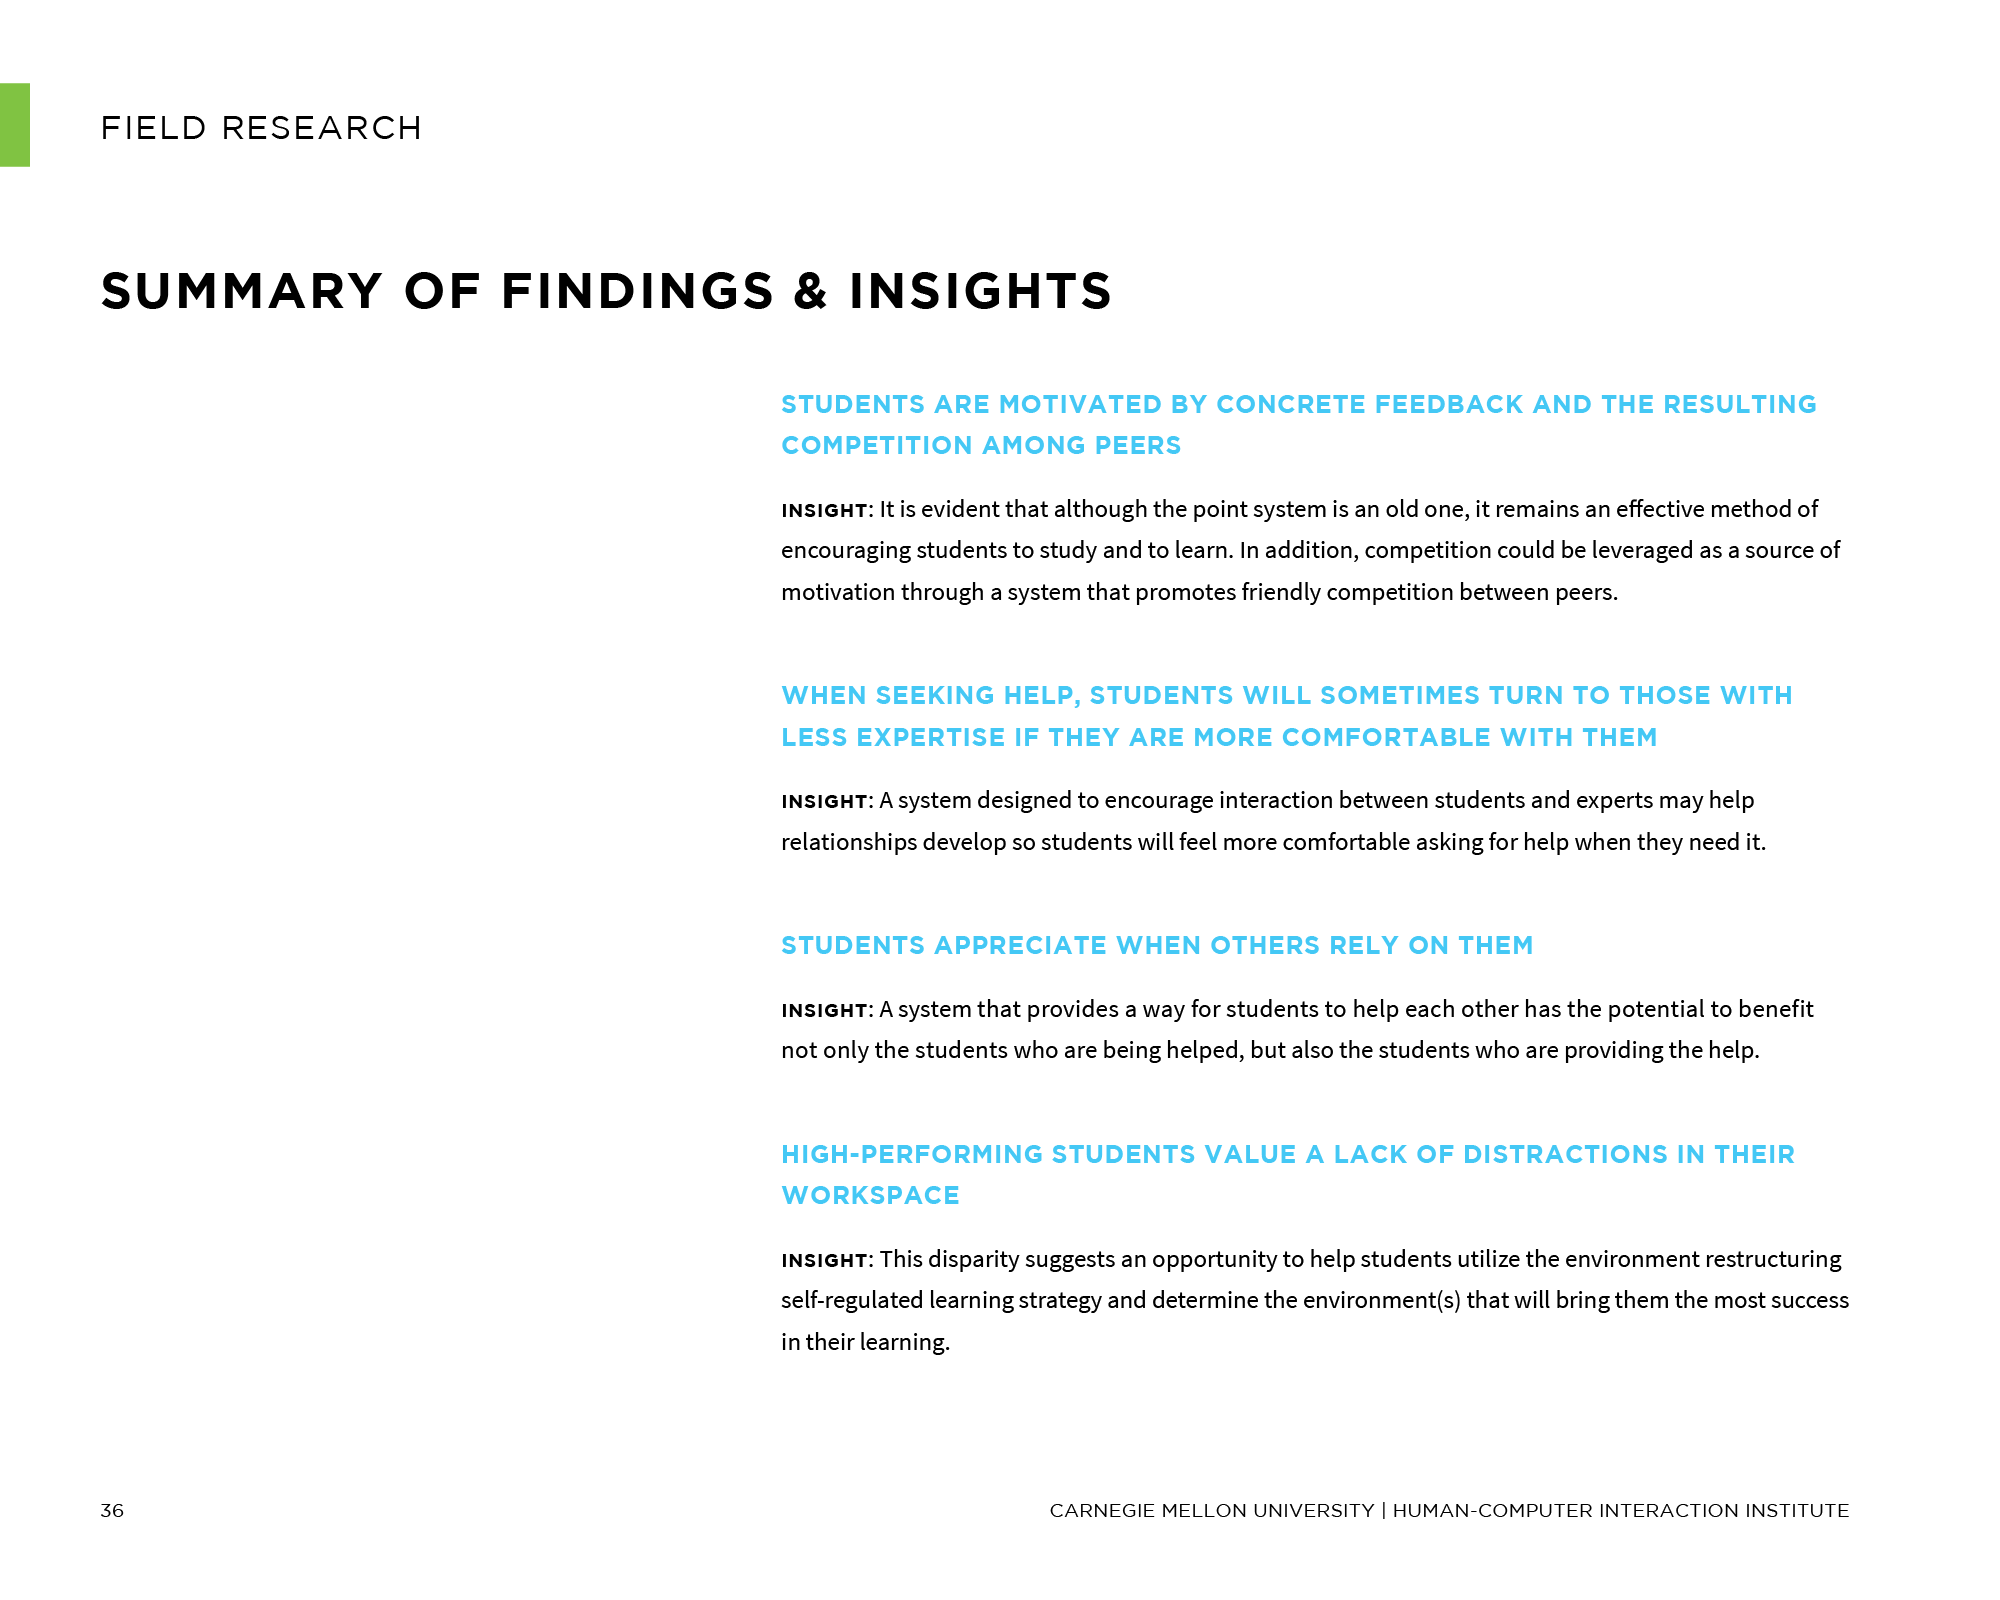 FIELD RESEARCH
SUMMARY OF FINDINGS & INSIGHTS
STUDENTS ARE MOTIVATED BY CONCRETE FEEDBACK AND THE RESULTING
COMPETITION AMONG PEERS
INSIGHT: It is evident that although the point system is an old one, it remains an effective method of
encouraging students to study and to learn. In addition, competition could be leveraged as a source of
motivation through a system that promotes friendly competition between peers.
WHEN SEEKING HELP, STUDENTS WILL SOMETIMES TURN TO THOSE WITH
LESS EXPERTISE IF THEY ARE MORE COMFORTABLE WITH THEM
INSIGHT: A system designed to encourage interaction between students and experts may help
relationships develop so students will feel more comfortable asking for help when they need it.
STUDENTS APPRECIATE WHEN OTHERS RELY ON THEM
INSIGHT: A system that provides a way for students to help each other has the potential to benefit
not only the students who are being helped, but also the students who are providing the help.
HIGH-PERFORMING STUDENTS VALUE A LACK OF DISTRACTIONS IN THEIR
WORKSPACE
INSIGHT: This disparity suggests an opportunity to help students utilize the environment restructuring
self-regulated learning strategy and determine the environment(s) that will bring them the most success
in their learning.
36
CARNEGIE MELLON UNIVERSITY | HUMAN-COMPUTER INTERACTION INSTITUTE